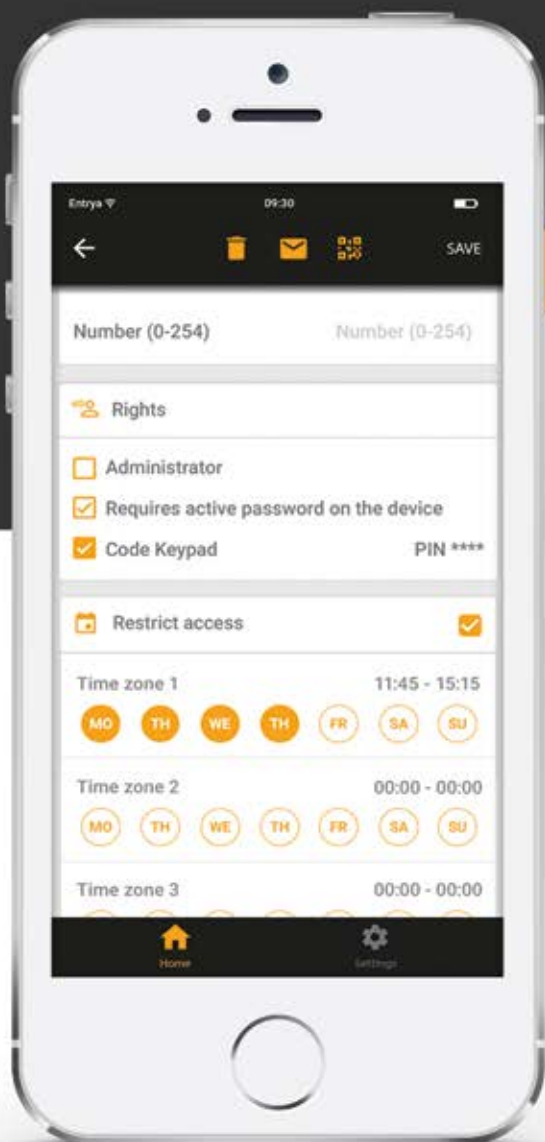 Entrya 09:30
SAVE
Number (0-254) Number (0-254)
Rights
Administrator
Requires active password on the device
Code Keypad PIN ****
Restrict access
Time zone 1 11:45 - 15:15
MO TH WE TH FR SA SU
Time zone 2 00:00 - 00:00
MO TH WE TH FR SA SU
Time zone 3 00:00 - 00:00
Home Settings